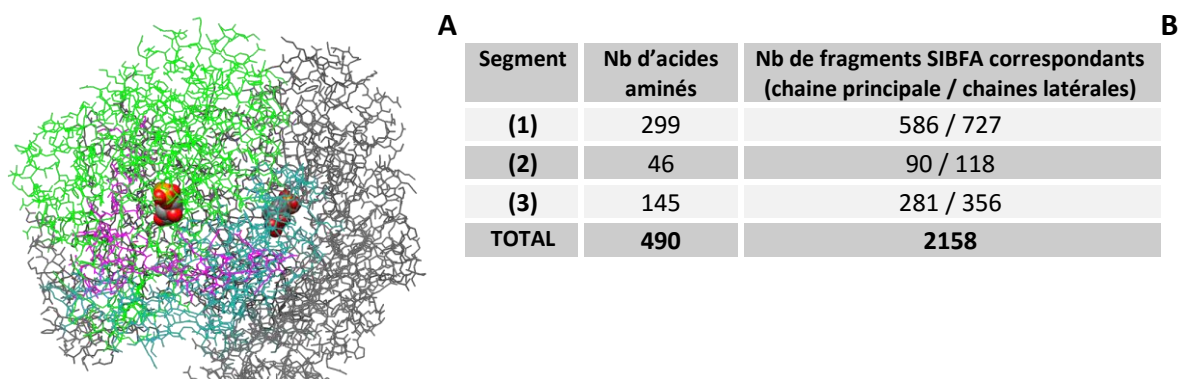 A
B
Segment Nb d'acides aminés Nb de fragments SIBFA correspondants (chaine principale / chaines latérales)
(1) 299 586 / 727
(2) 46 90 / 118
(3) 145 281 / 356
TOTAL 490 2158